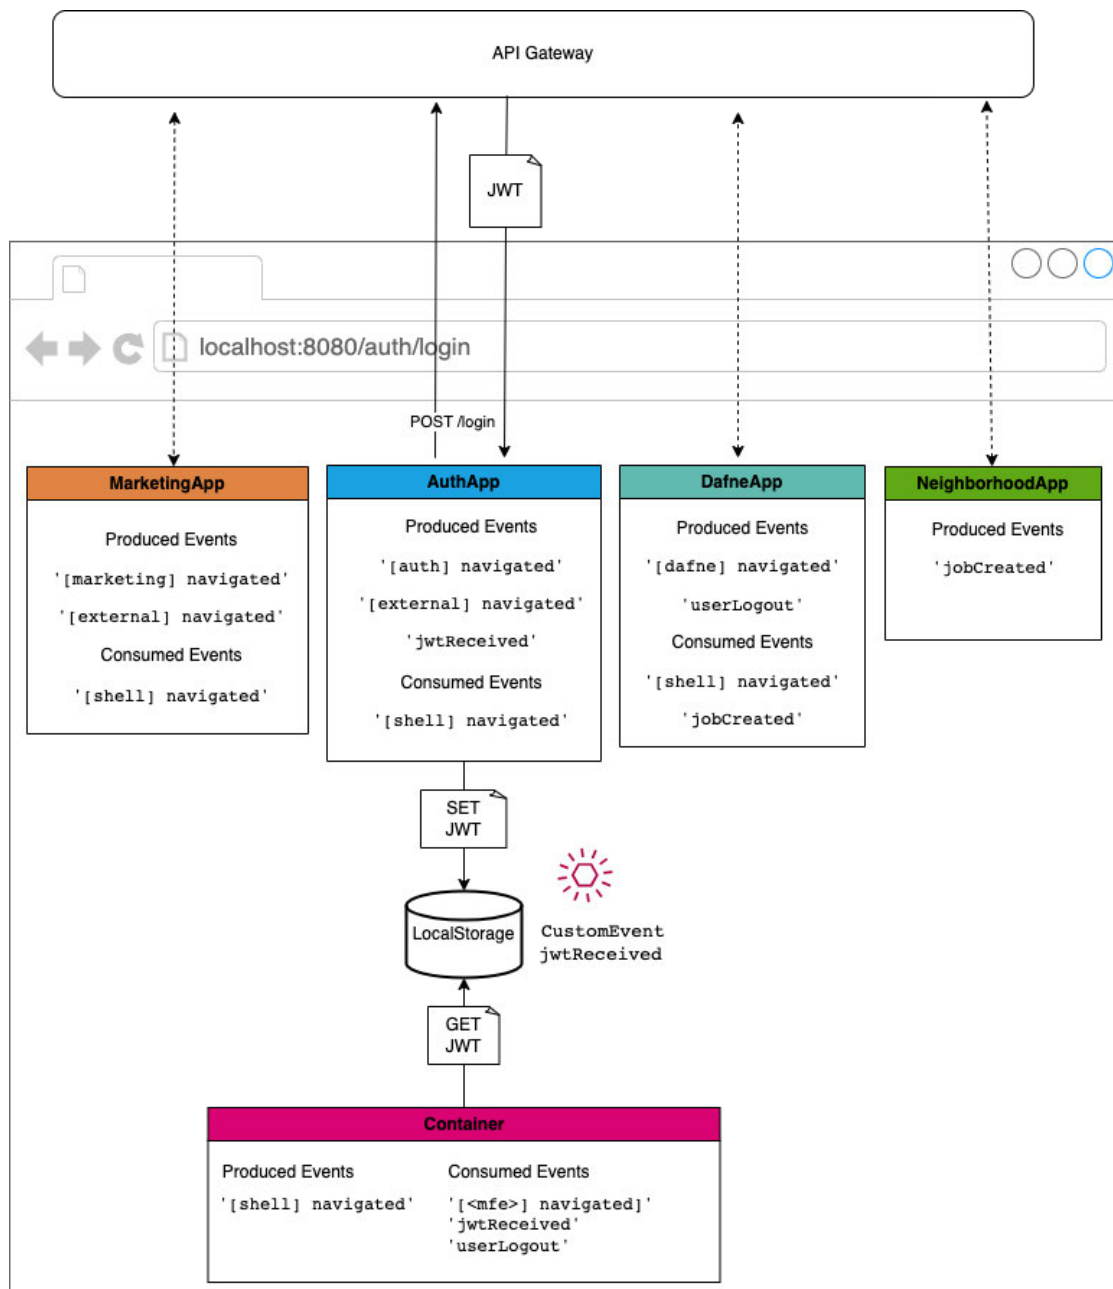 API Gateway
JWT
localhost:8080/auth/login
POST /login
MarketingApp
Produced Events
'[marketing] navigated'
'[external] navigated'
Consumed Events
'[shell] navigated'
AuthApp
Produced Events
'[auth] navigated'
'[external] navigated'
'jwtReceived'
Consumed Events
'[shell] navigated'
DafneApp
Produced Events
'[dafne] navigated'
'userLogout'
Consumed Events
'[shell] navigated'
'jobCreated'
NeighborhoodApp
Produced Events
'jobCreated'
SET
JWT
LocalStorage
CustomEvent
jwtReceived
GET
JWT
Container
Produced Events
'[shell] navigated'
Consumed Events
'[<mfe>] navigated]'
'jwtReceived'
'userLogout'